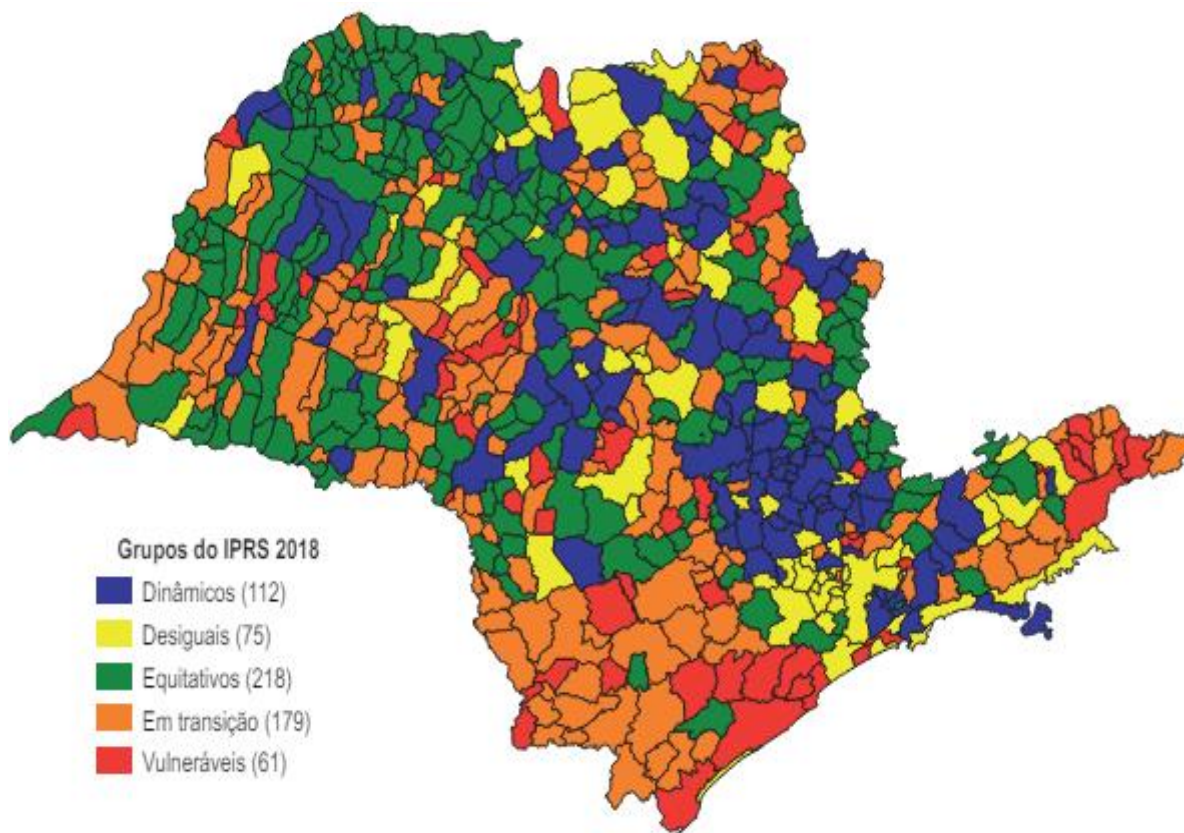 Grupos do IPRS 2018
Dinâmicos (112)
Desiguais (75)
Equitativos (218)
Em transição (179)
Vulneráveis (61)